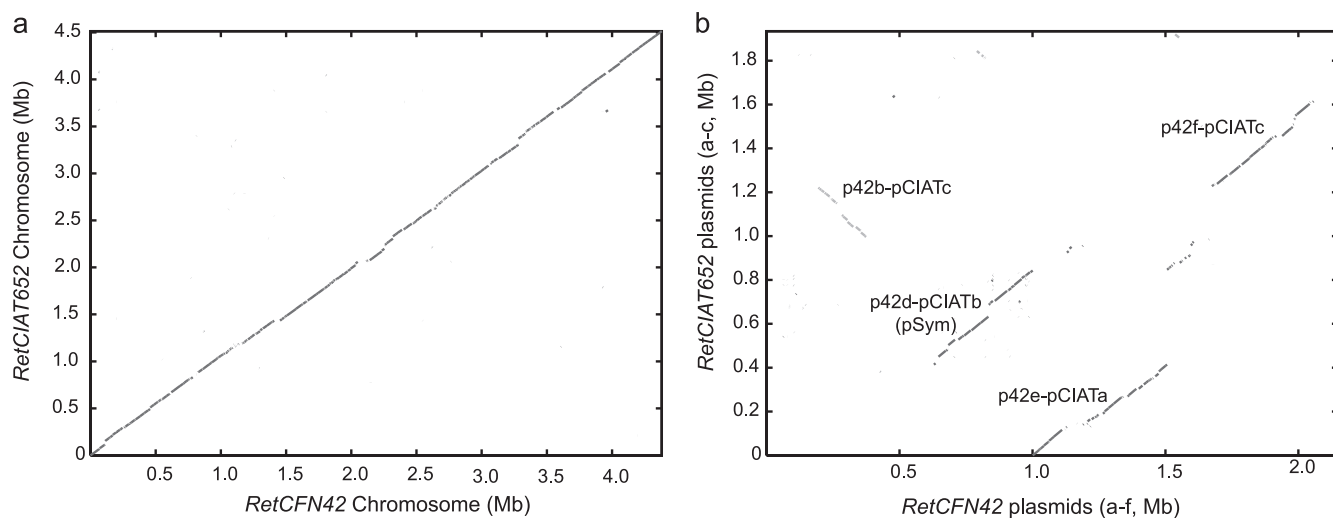 a
RetCIAT652 Chromosome (Mb)
4.5
4.0
3.5
3.0
2.5
2.0
1.5
1.0
0.5
0
0.5 1.0 1.5 2.0 2.5 3.0 3.5 4.0
RetCFN42 Chromosome (Mb)
b
RetCIAT652 plasmids (a-c, Mb)
1.8
1.6
1.4
1.2
1.0
0.8
0.6
0.4
0.2
0
p42f-pCIATc
p42b-pCIATc
p42d-pCIATb
(pSym)
p42e-pCIATa
0.5 1.0 1.5 2.0
RetCFN42 plasmids (a-f, Mb)